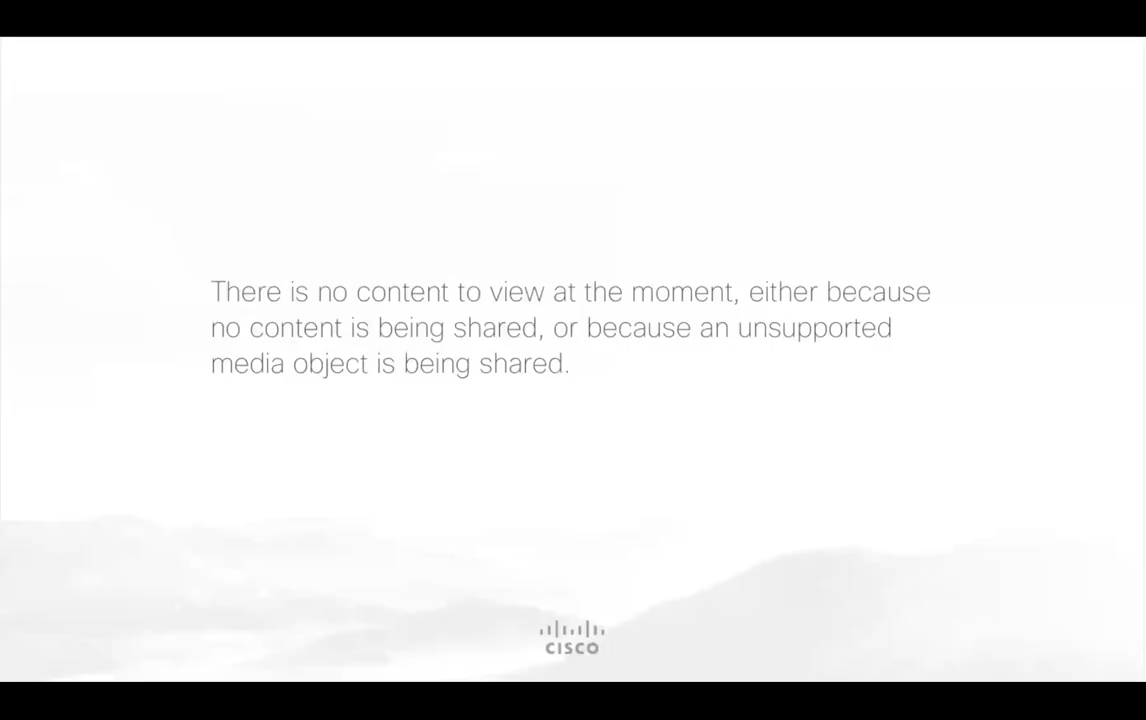 There is no content to view at the moment, either because
no content is being shared, or because an unsupported
media object is being shared.
CISCO